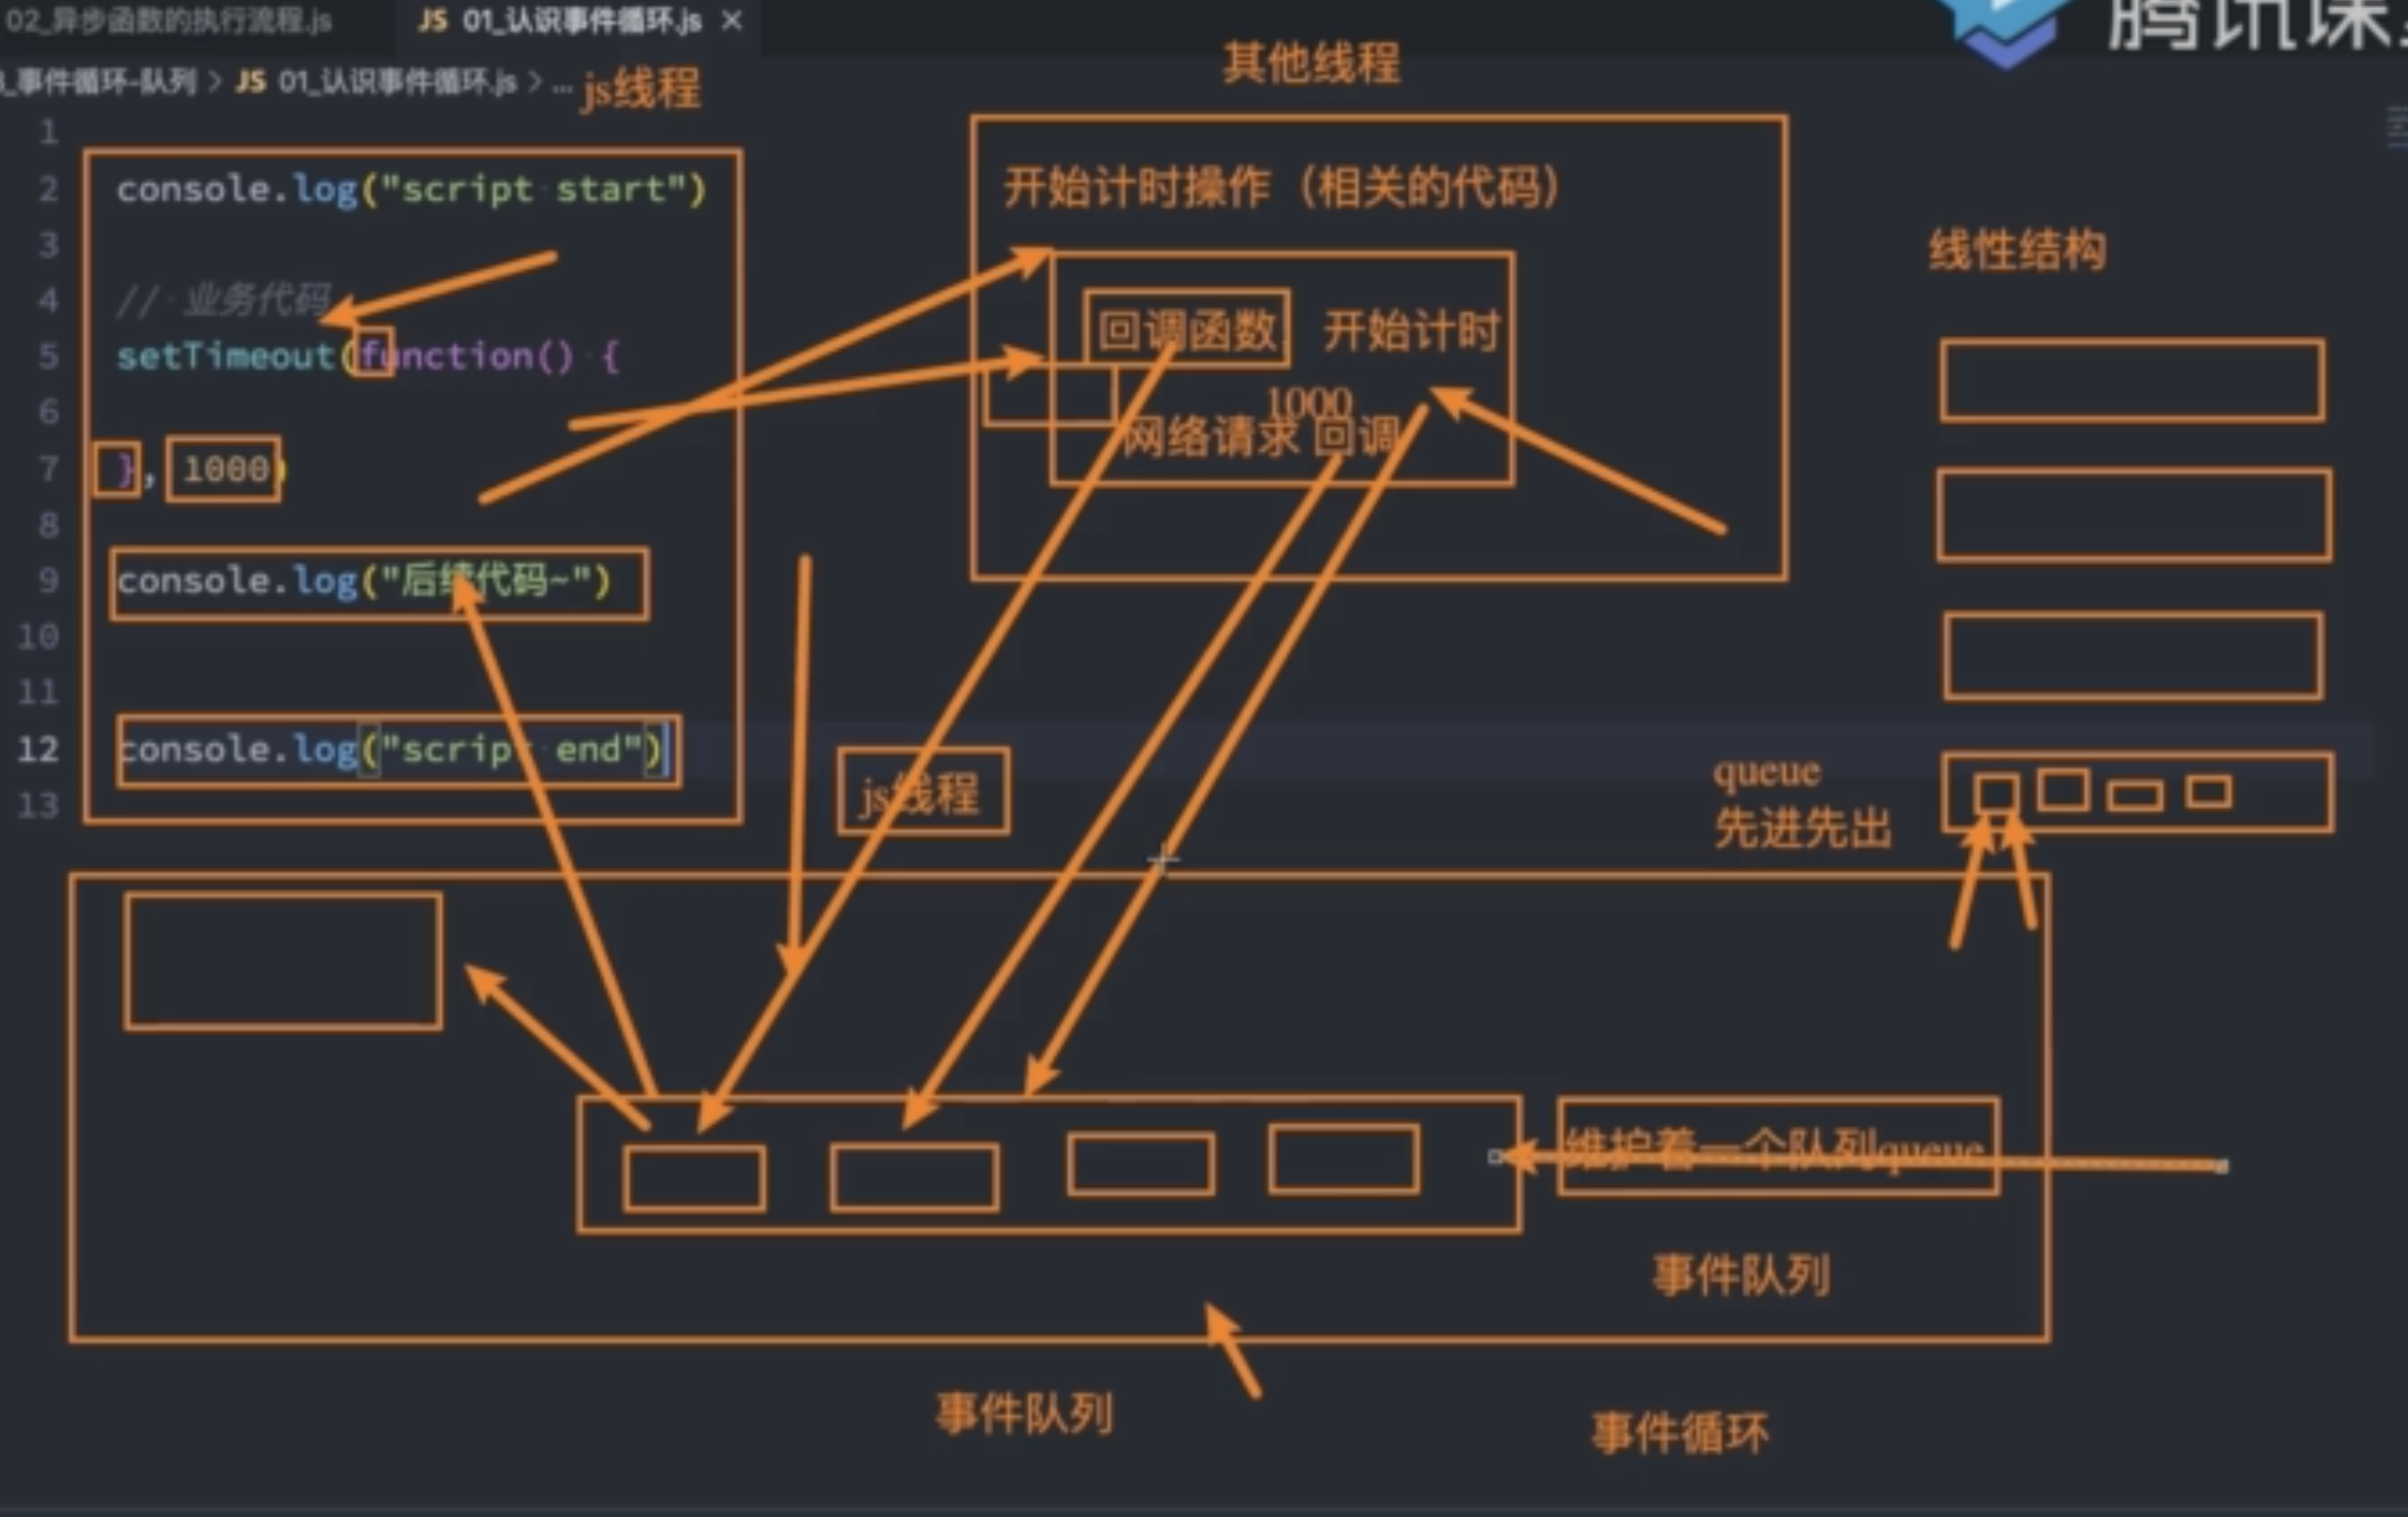 02_异步函数的执行流程.js
JS 01_认识事件循环.js ×
_事件循环-队列 > JS 01_认识事件循环.js > ...
js线程
其他线程
腾讯课
1
2 console.log("script start")
3
4 // 业务代码
5 setTimeout(function() {
6
7 }, 1000)
8
9 console.log("后续代码~")
10
11
12 console.log("script end")
13
开始计时操作（相关的代码）
回调函数 开始计时
1000
网络请求 回调
线性结构
js线程
queue
先进先出
维护着一个队列queue
事件队列
事件队列
事件循环